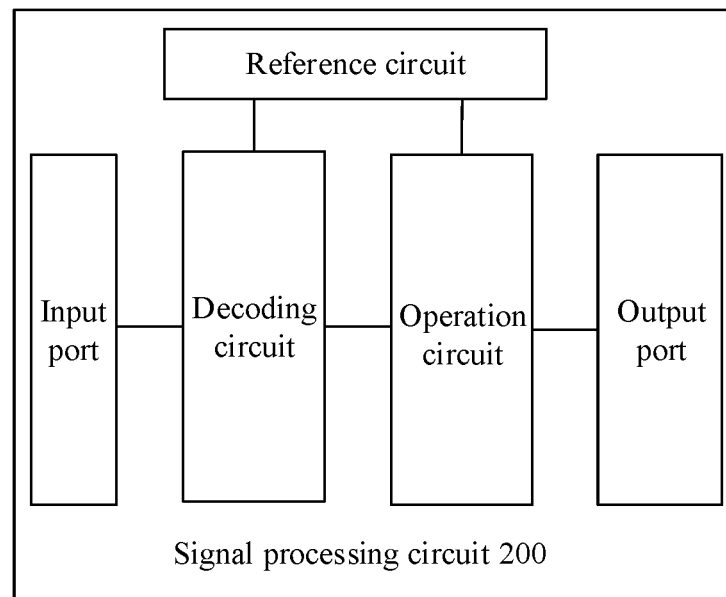 Reference circuit
Input
port
Decoding
circuit
Operation
circuit
Output
port
Signal processing circuit 200